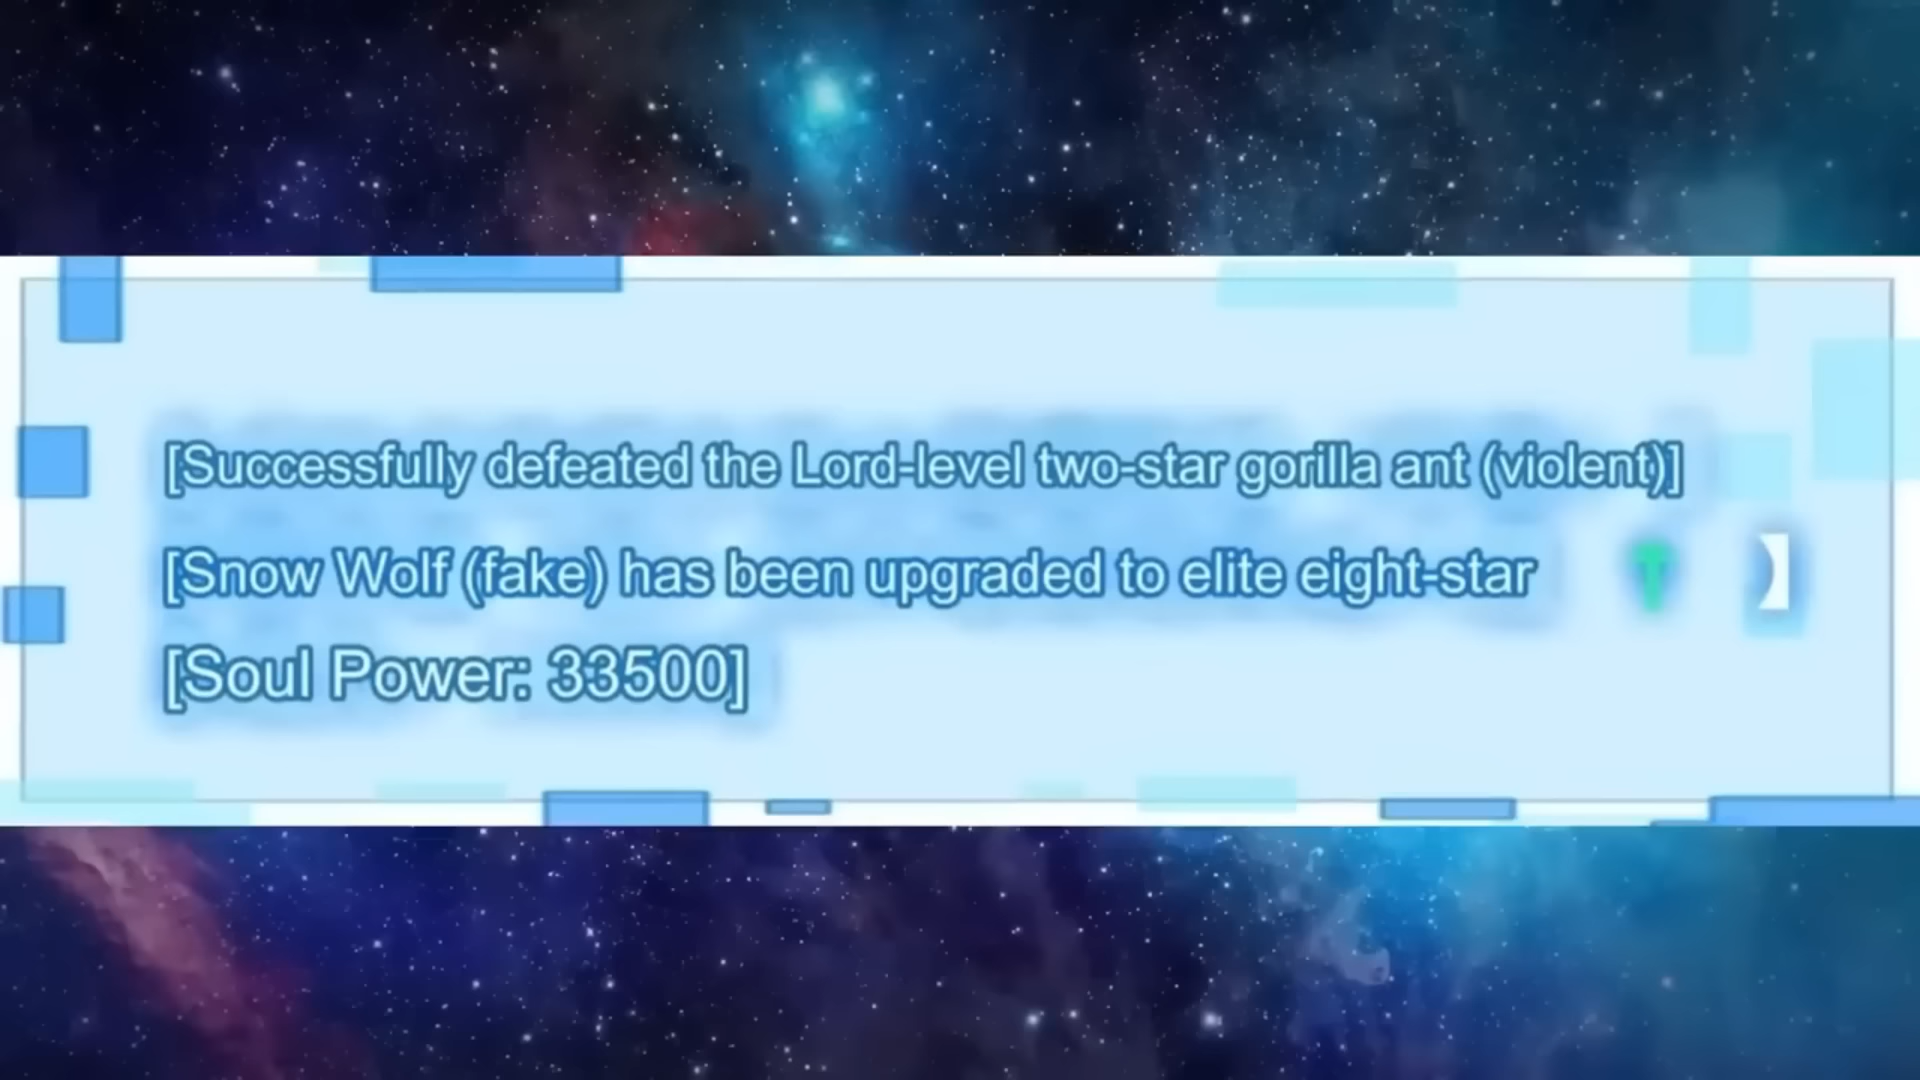 [Successfully defeated the Lord-level two-star gorilla ant (violent)]
[Snow Wolf (fake) has been upgraded to elite eight-star ↑ 】
[Soul Power: 33500]